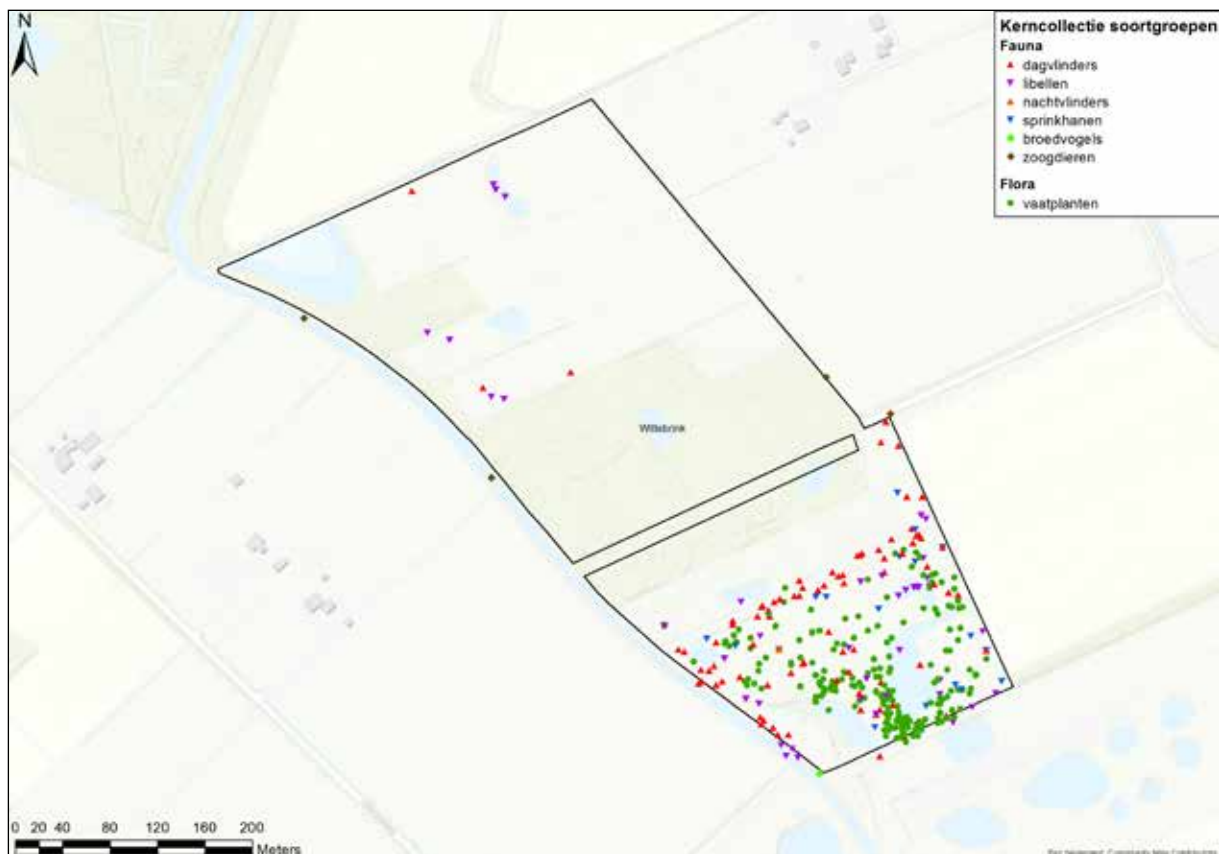 N
Kerncollectie soortgroepen
Fauna
dagvlinders
libellen
nachtvlinders
sprinkhanen
broedvogels
zoogdieren
Flora
vaatplanten
Wittebrink
0 20 40 80 120 160 200
Meters